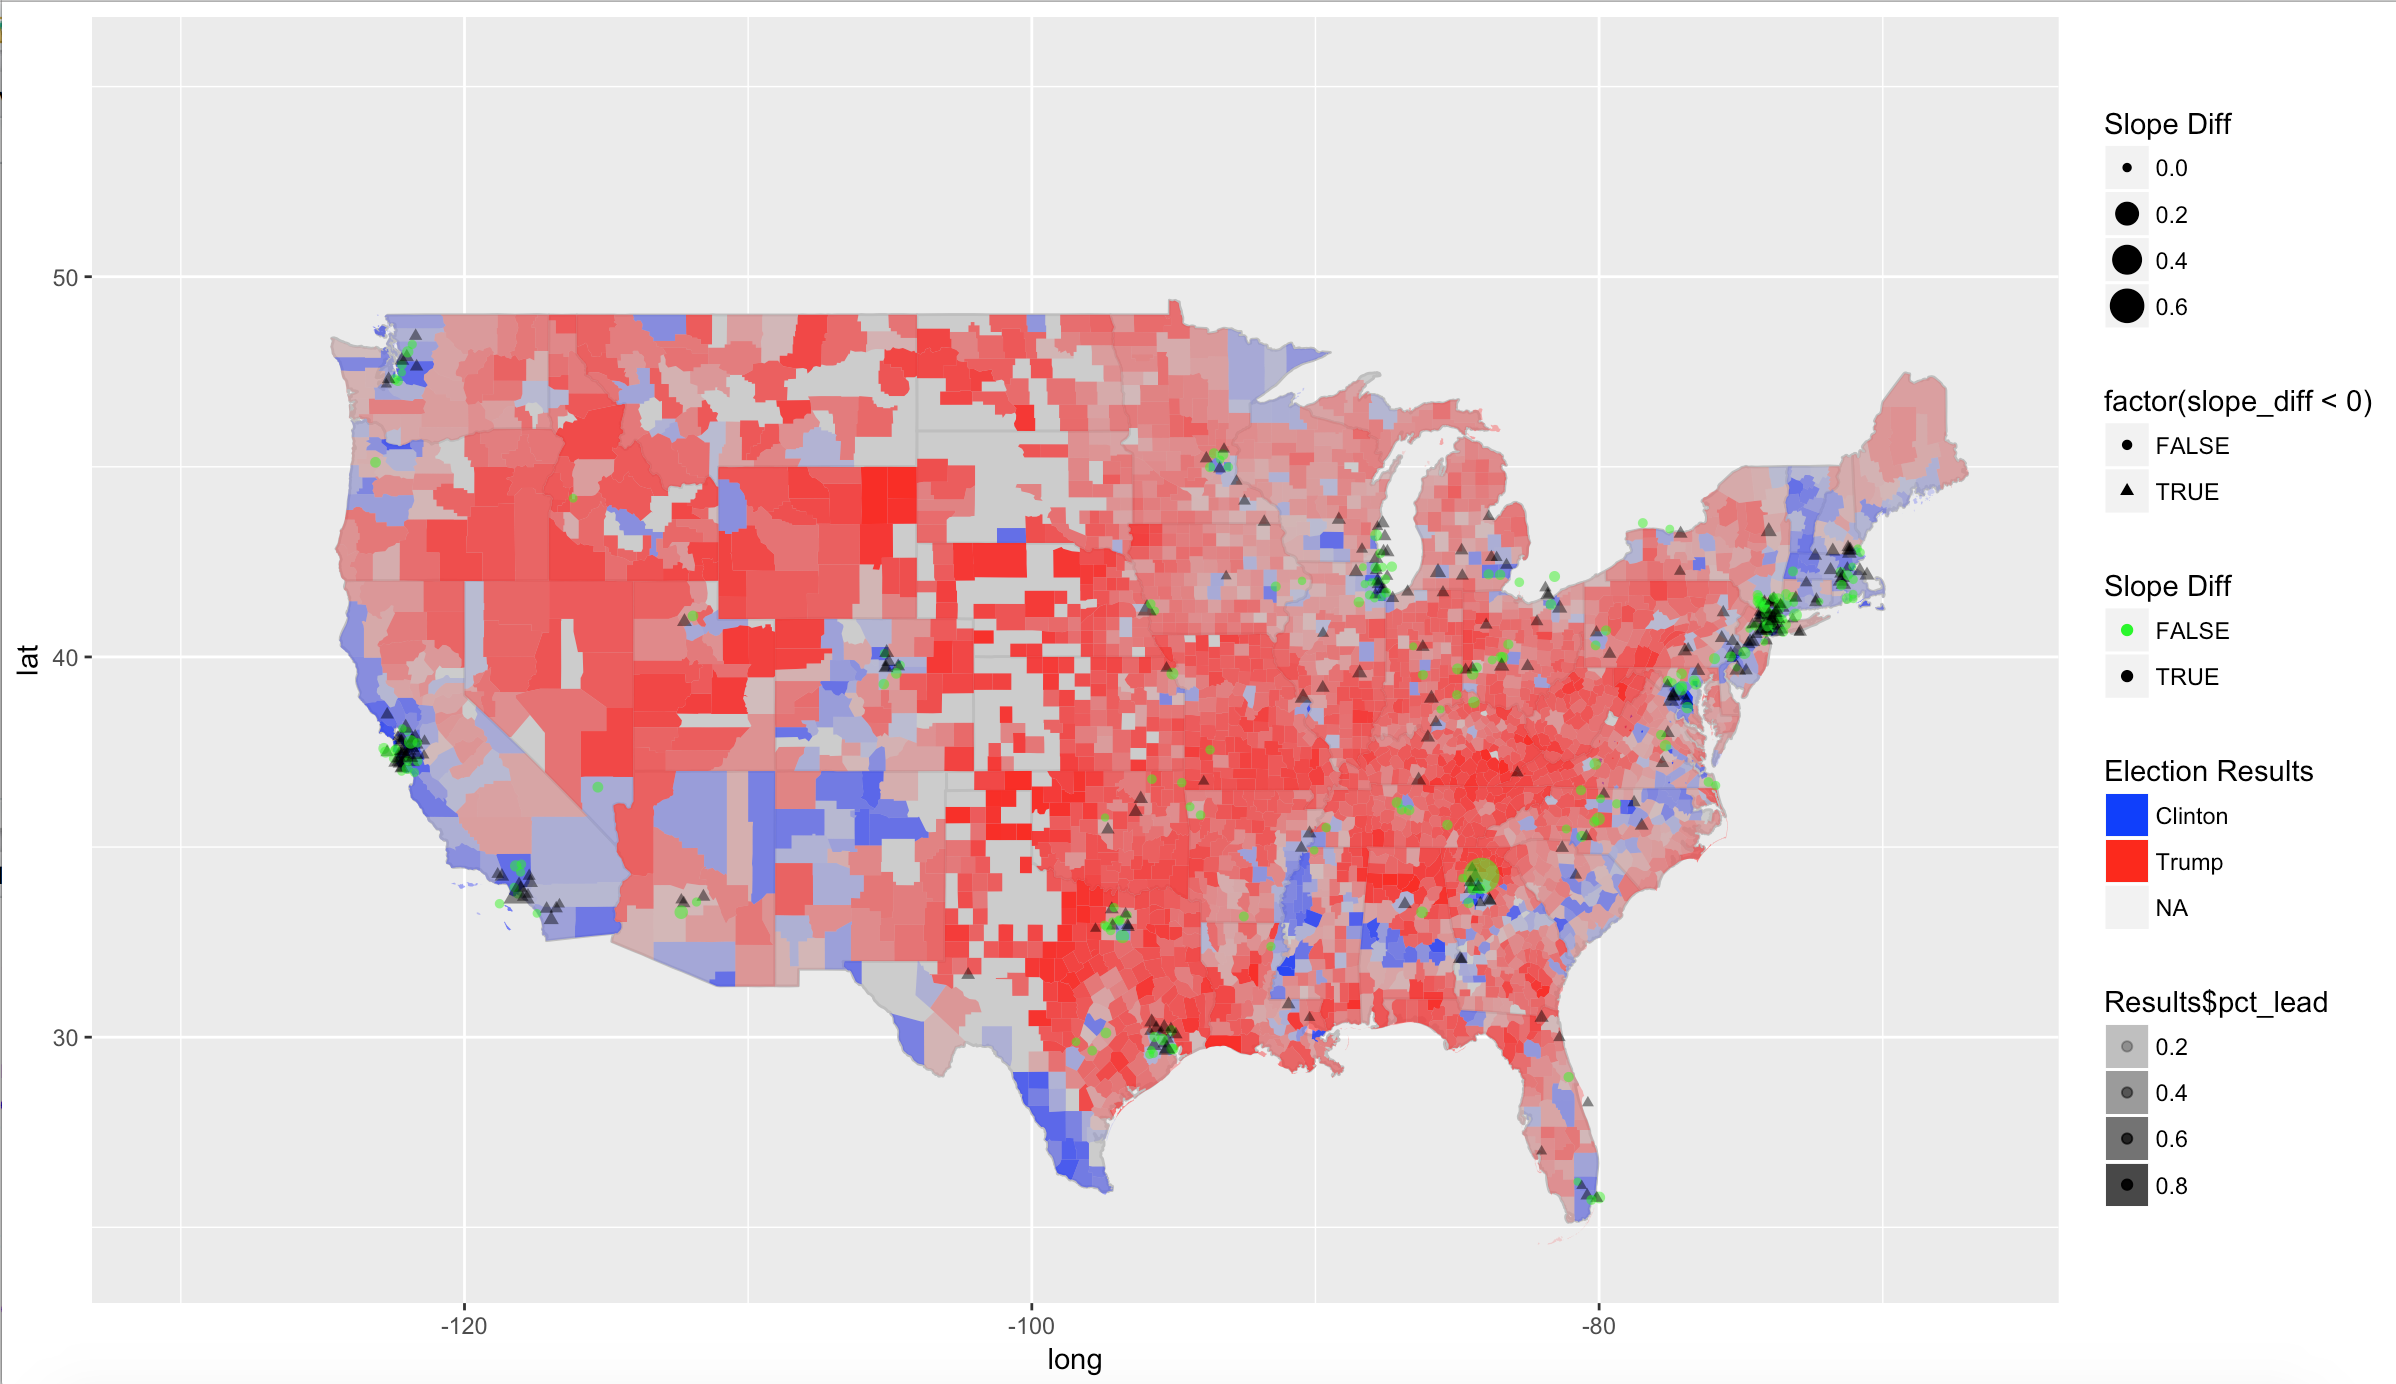 50
40
30
lat
-120
-100
-80
long
Slope Diff
0.0
0.2
0.4
0.6
factor(slope_diff < 0)
FALSE
TRUE
Slope Diff
FALSE
TRUE
Election Results
Clinton
Trump
NA
Results$pct_lead
0.2
0.4
0.6
0.8